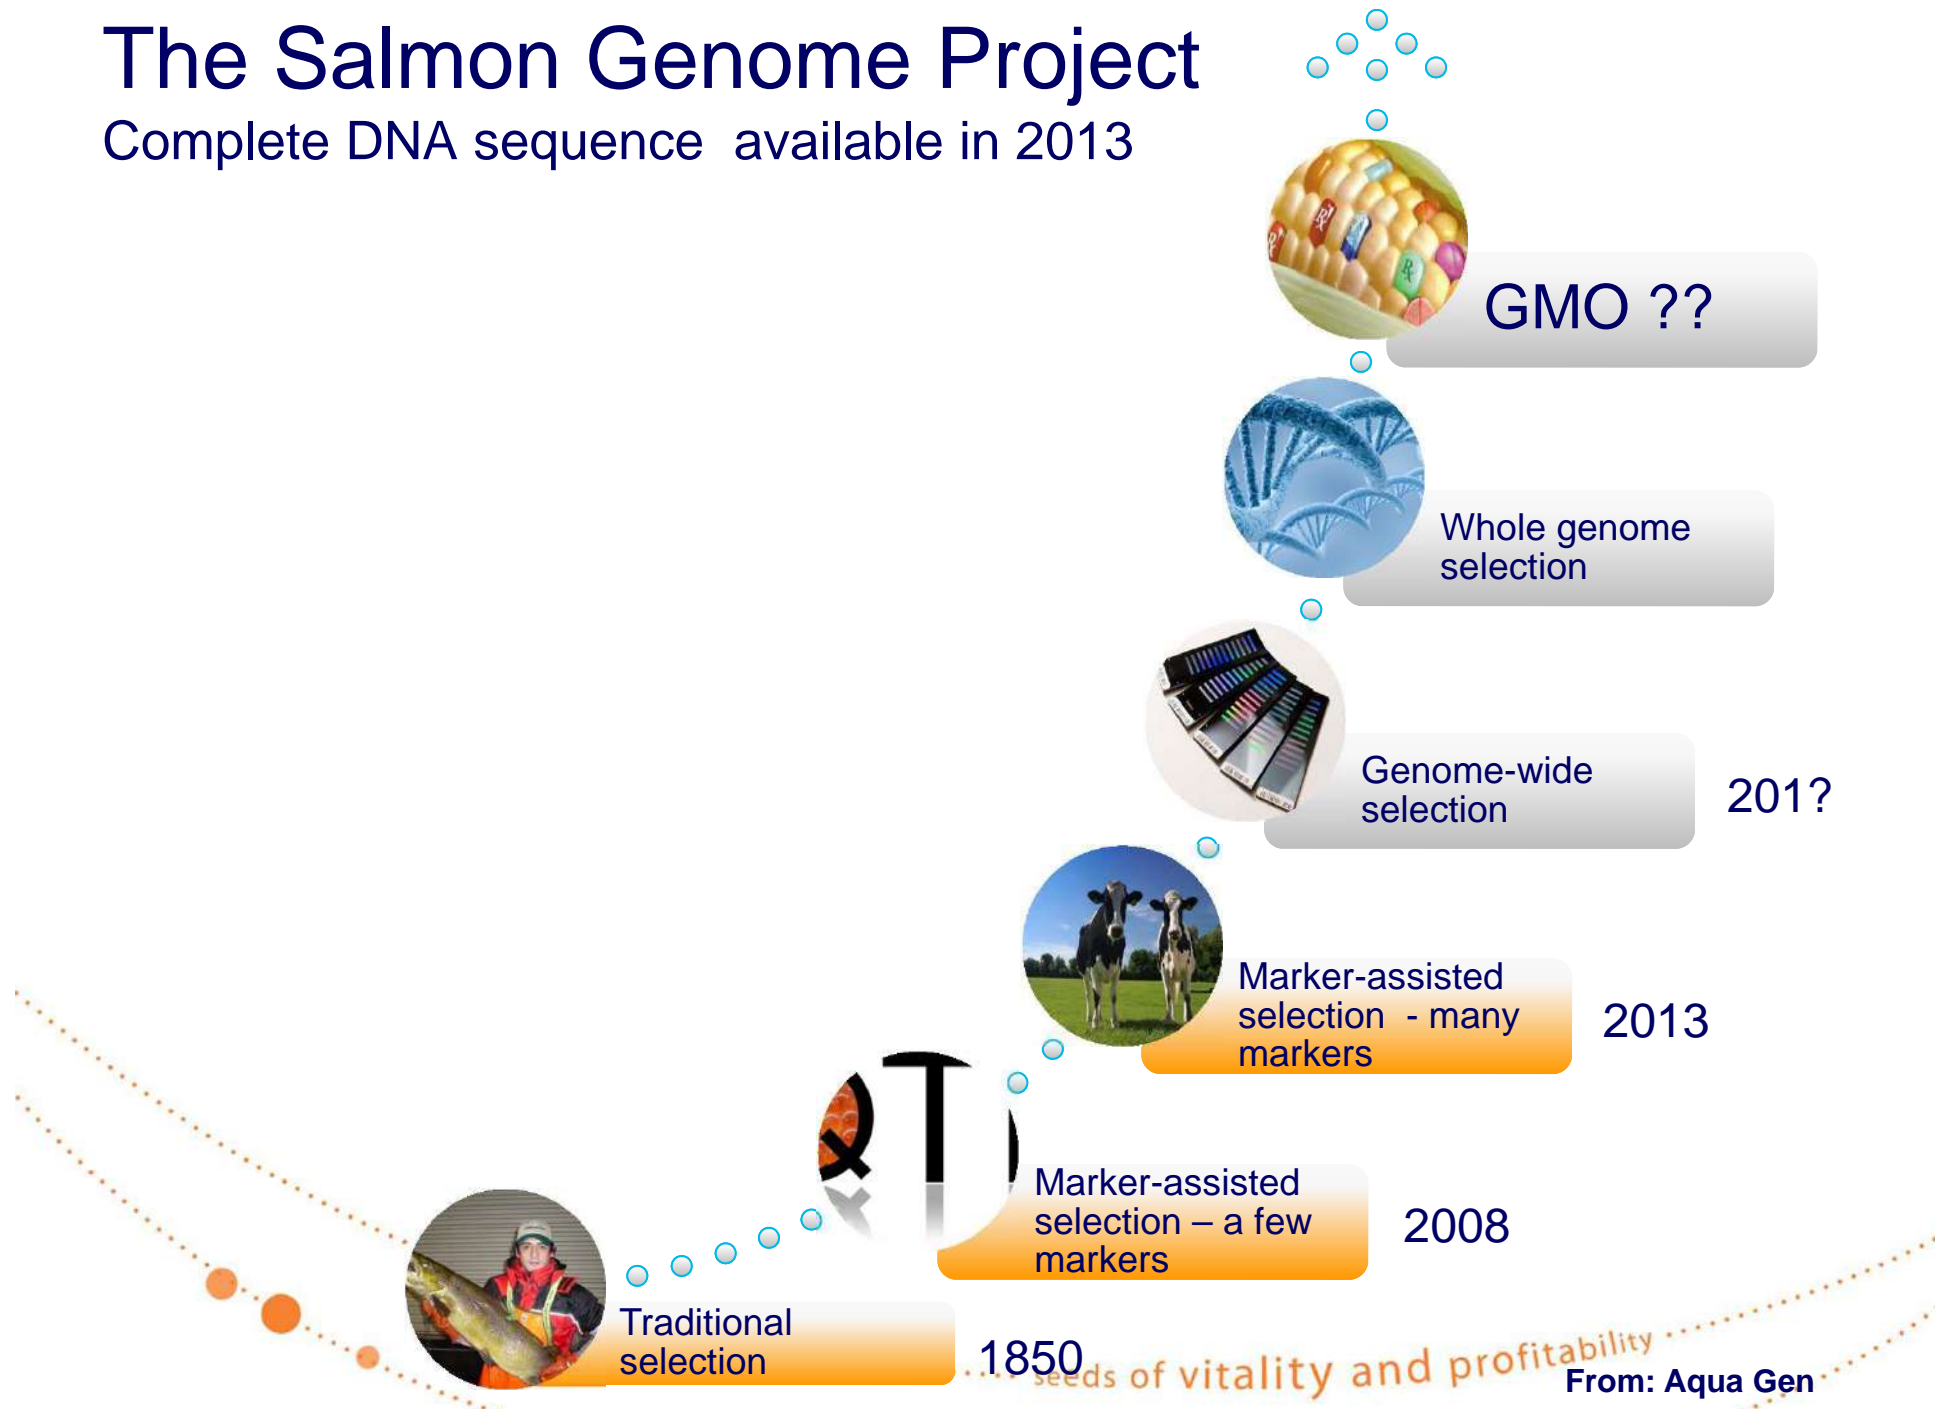 The Salmon Genome Project
Complete DNA sequence  available in 2013
GMO ??
Whole genome
selection
Genome-wide
selection
201?
Marker-assisted
selection  - many
markers
2013
QT
Marker-assisted
selection – a few
markers
2008
Traditional
selection
1850
.... seeds of vitality and profitability
From: Aqua Gen